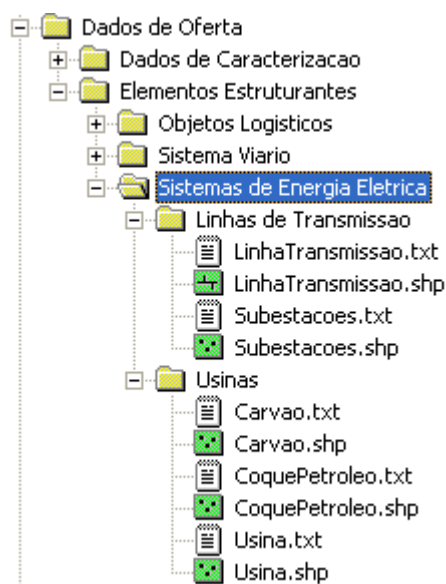 Dados de Oferta
Dados de Caracterizacao
Elementos Estruturantes
Objetos Logisticos
Sistema Viario
Sistemas de Energia Eletrica
Linhas de Transmissao
LinhaTransmissao.txt
LinhaTransmissao.shp
Subestacoes.txt
Subestacoes.shp
Usinas
Carvao.txt
Carvao.shp
CoquePetroleo.txt
CoquePetroleo.shp
Usina.txt
Usina.shp